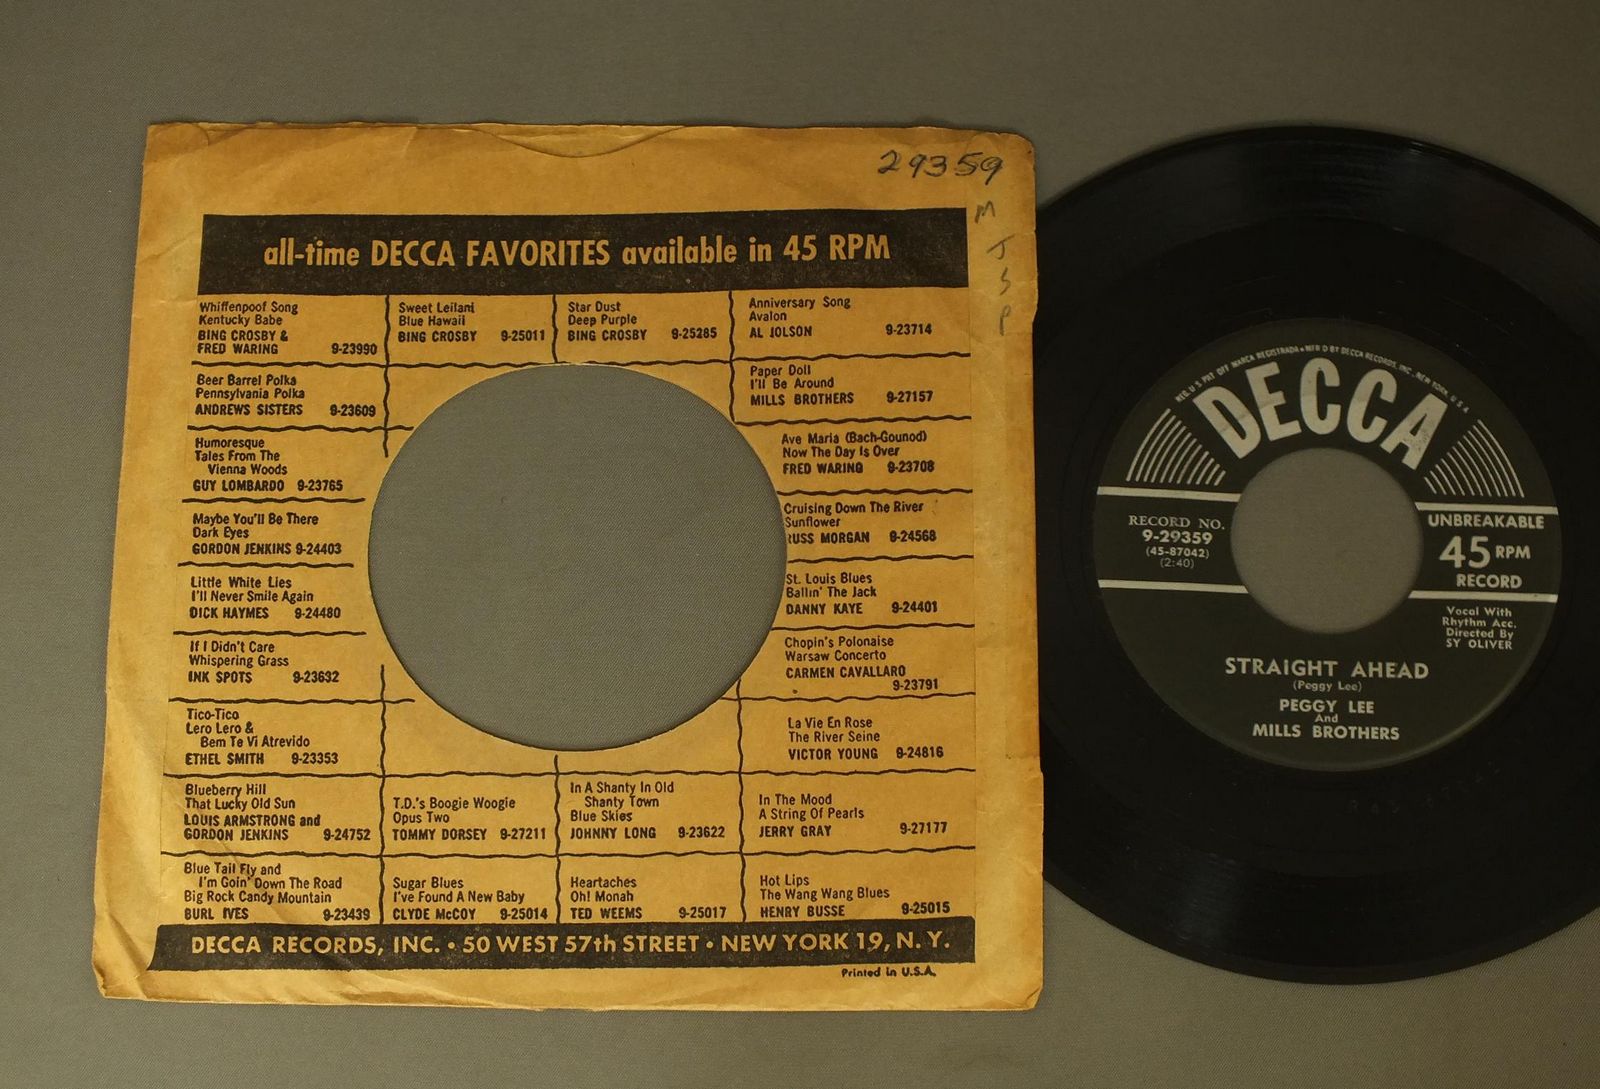 29359
M
J
S
P
all-time DECCA FAVORITES available in 45 RPM
Whiffenpoof Song
Kentucky Babe
BING CROSBY &
FRED WARING 9-23990
Sweet Leilani
Blue Hawaii
BING CROSBY 9-25011
Star Dust
Deep Purple
BING CROSBY 9-25285
Anniversary Song
Avalon
AL JOLSON 9-23714
Beer Barrel Polka
Pennsylvania Polka
ANDREWS SISTERS 9-23609
Paper Doll
I'll Be Around
MILLS BROTHERS 9-27157
Humoresque
Tales From The
Vienna Woods
GUY LOMBARDO 9-23765
Ave Maria (Bach-Gounod)
Now The Day Is Over
FRED WARING 9-23708
Maybe You'll Be There
Dark Eyes
GORDON JENKINS 9-24403
Cruising Down The River
Sunflower
RUSS MORGAN 9-24568
Little White Lies
I'll Never Smile Again
DICK HAYMES 9-24480
St. Louis Blues
Ballin' The Jack
DANNY KAYE 9-24401
If I Didn't Care
Whispering Grass
INK SPOTS 9-23632
Chopin's Polonaise
Warsaw Concerto
CARMEN CAVALLARO
9-23791
Tico-Tico
Lero Lero &
Bem Te Vi Atrevido
ETHEL SMITH 9-23353
La Vie En Rose
The River Seine
VICTOR YOUNG 9-24816
Blueberry Hill
That Lucky Old Sun
LOUIS ARMSTRONG and
GORDON JENKINS 9-24752
T.D.'s Boogie Woogie
Opus Two
TOMMY DORSEY 9-27211
In A Shanty In Old
Shanty Town
Blue Skies
JOHNNY LONG 9-23622
In The Mood
A String Of Pearls
JERRY GRAY 9-27177
Blue Tail Fly and
I'm Goin' Down The Road
Big Rock Candy Mountain
BURL IVES 9-23439
Sugar Blues
I've Found A New Baby
CLYDE McCOY 9-25014
Heartaches
Oh! Monah
TED WEEMS 9-25017
Hot Lips
The Wang Wang Blues
HENRY BUSSE 9-25015
DECCA RECORDS, INC. • 50 WEST 57th STREET • NEW YORK 19, N. Y.
Printed in U.S.A.
REG. U S PAT OFF MARCA REGISTRADA • MFR'D BY DECCA RECORDS, INC., NEW YORK, U S A
DECCA
RECORD NO.
9-29359
(45-87042)
(2:40)
UNBREAKABLE
45 RPM
RECORD
Vocal With
Rhythm Acc.
Directed By
SY OLIVER
STRAIGHT AHEAD
(Peggy Lee)
PEGGY LEE
And
MILLS BROTHERS